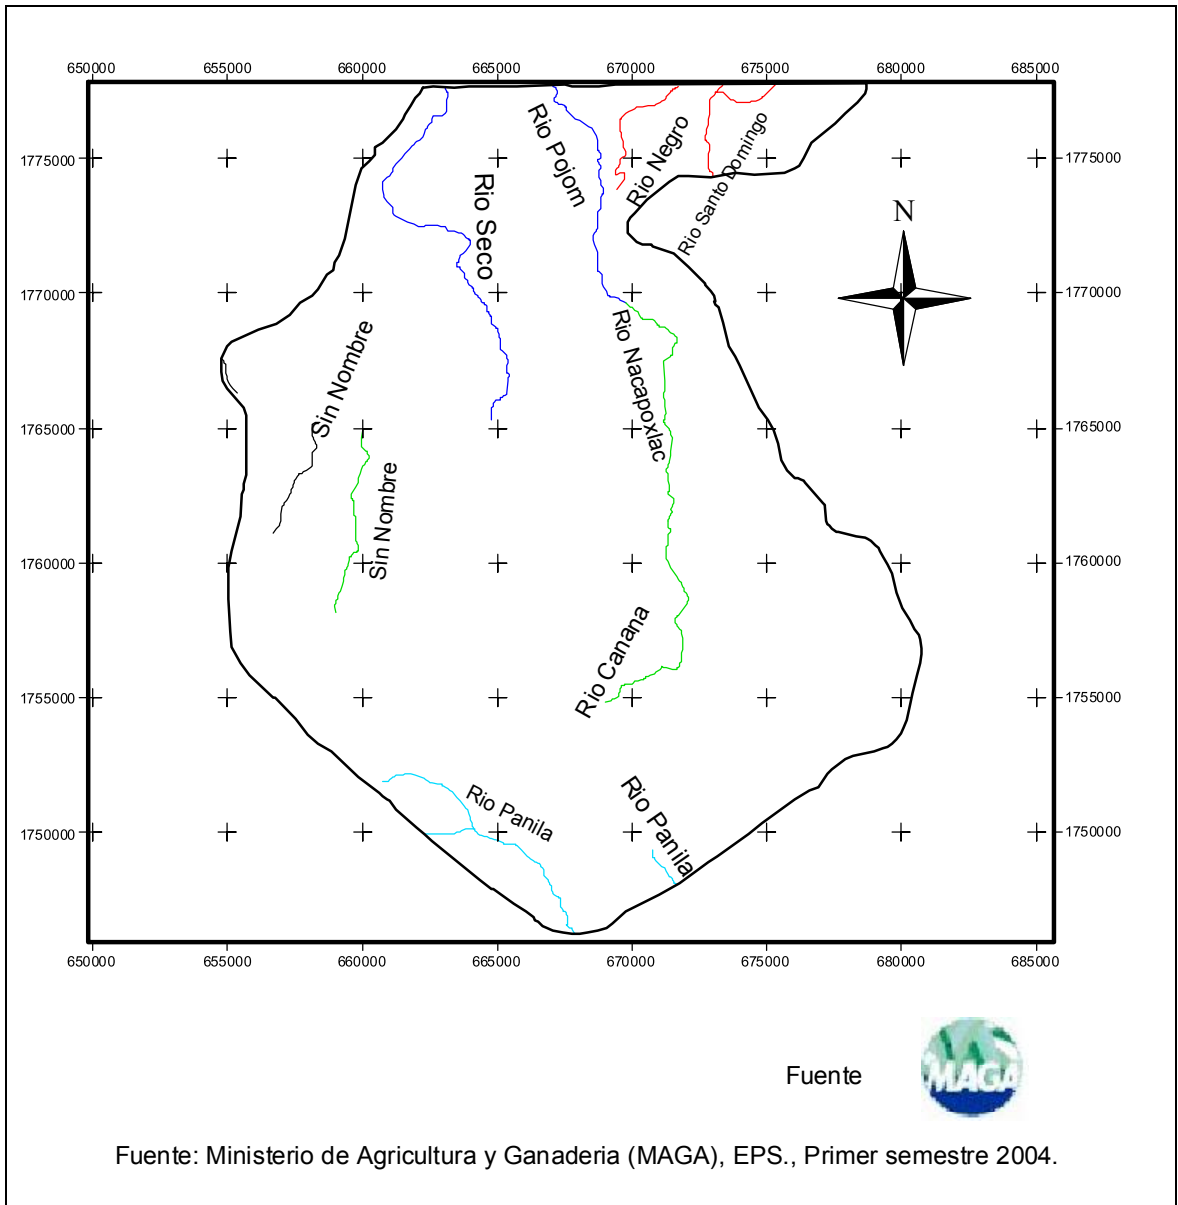 650000 655000 660000 665000 670000 675000 680000 685000
1775000 1775000
1770000 1770000
1765000 1765000
1760000 1760000
1755000 1755000
1750000 1750000
Rio Pojom
Rio Negro
Rio Santo Domingo
Rio Seco
N
Rio Nacapoxlac
Sin Nombre
Sin Nombre
Rio Canana
Rio Panila
Rio Panila
650000 655000 660000 665000 670000 675000 680000 685000
Fuente
MAGA
Fuente: Ministerio de Agricultura y Ganaderia (MAGA), EPS., Primer semestre 2004.